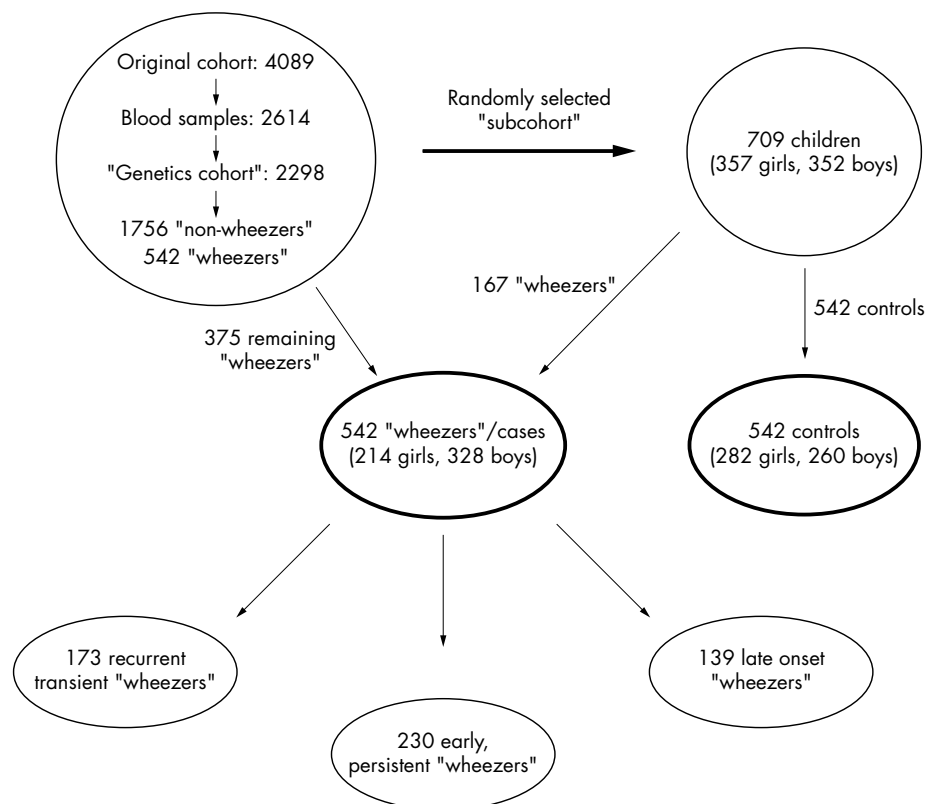 Original cohort: 4089
Blood samples: 2614
"Genetics cohort": 2298
1756 "non-wheezers"
542 "wheezers"
Randomly selected
"subcohort"
709 children
(357 girls, 352 boys)
167 "wheezers"
542 controls
375 remaining
"wheezers"
542 "wheezers"/cases
(214 girls, 328 boys)
542 controls
(282 girls, 260 boys)
173 recurrent
transient "wheezers"
230 early,
persistent "wheezers"
139 late onset
"wheezers"